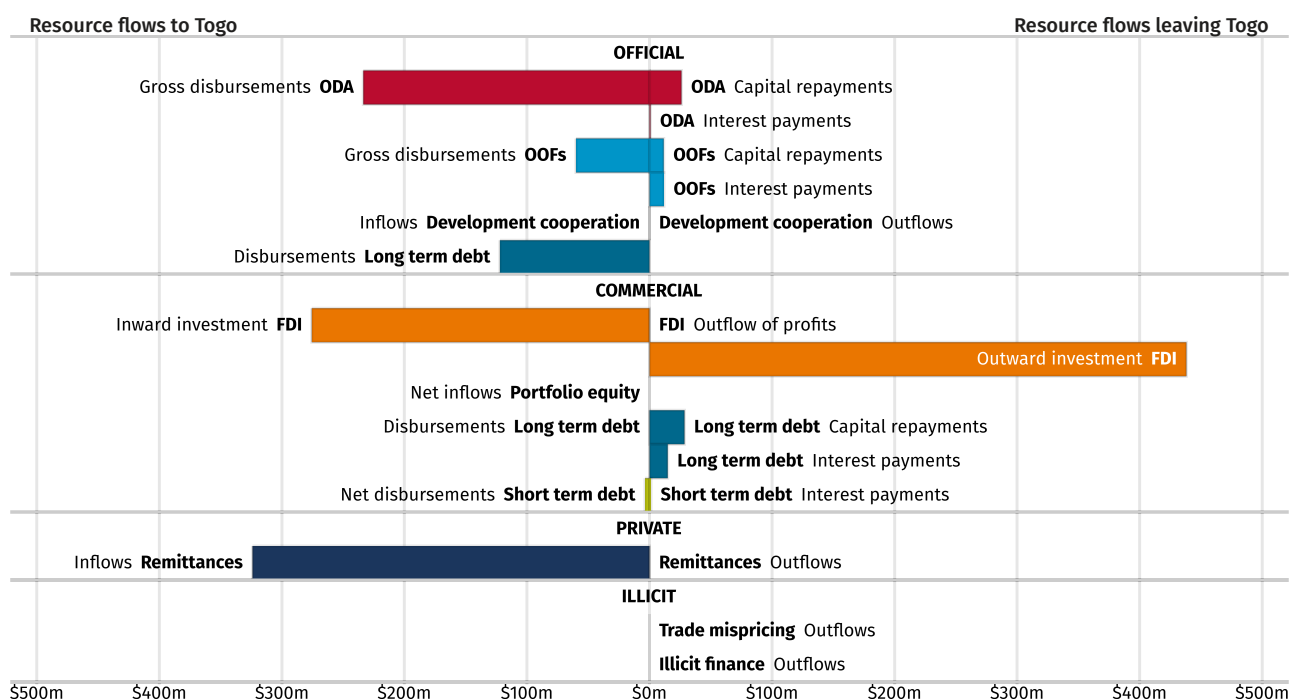 Resource flows to Togo Resource flows leaving Togo
OFFICIAL
Gross disbursements ODA ODA Capital repayments
ODA Interest payments
Gross disbursements OOFs OOFs Capital repayments
OOFs Interest payments
Inflows Development cooperation Development cooperation Outflows
Disbursements Long term debt
COMMERCIAL
Inward investment FDI FDI Outflow of profits
Outward investment FDI
Net inflows Portfolio equity
Disbursements Long term debt Long term debt Capital repayments
Long term debt Interest payments
Net disbursements Short term debt Short term debt Interest payments
PRIVATE
Inflows Remittances Remittances Outflows
ILLICIT
Trade mispricing Outflows
Illicit finance Outflows
$500m $400m $300m $200m $100m $0m $100m $200m $300m $400m $500m